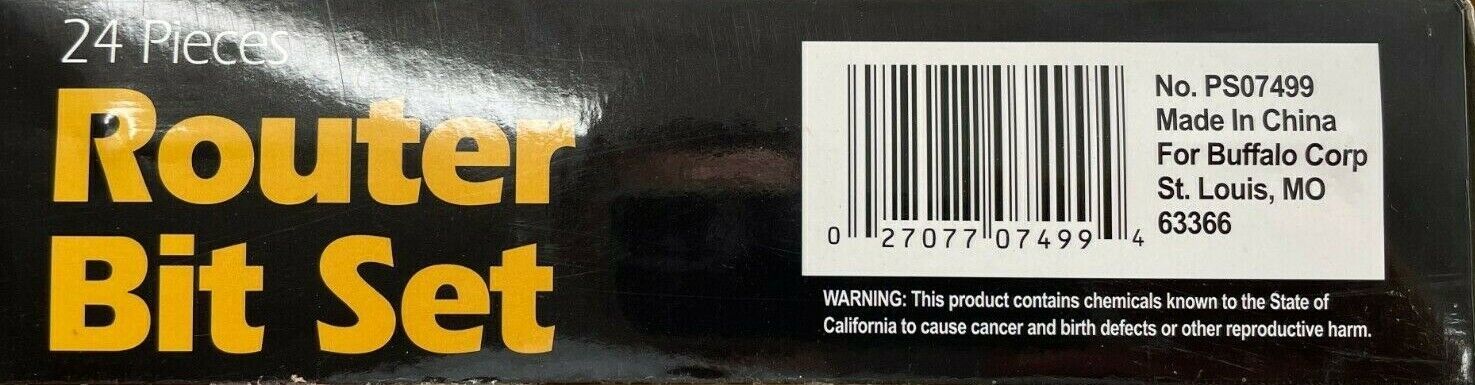 24 Pieces
Router
Bit Set
No. PS07499
Made In China
For Buffalo Corp
St. Louis, MO
63366
0 27077 07499 4
WARNING: This product contains chemicals known to the State of
California to cause cancer and birth defects or other reproductive harm.